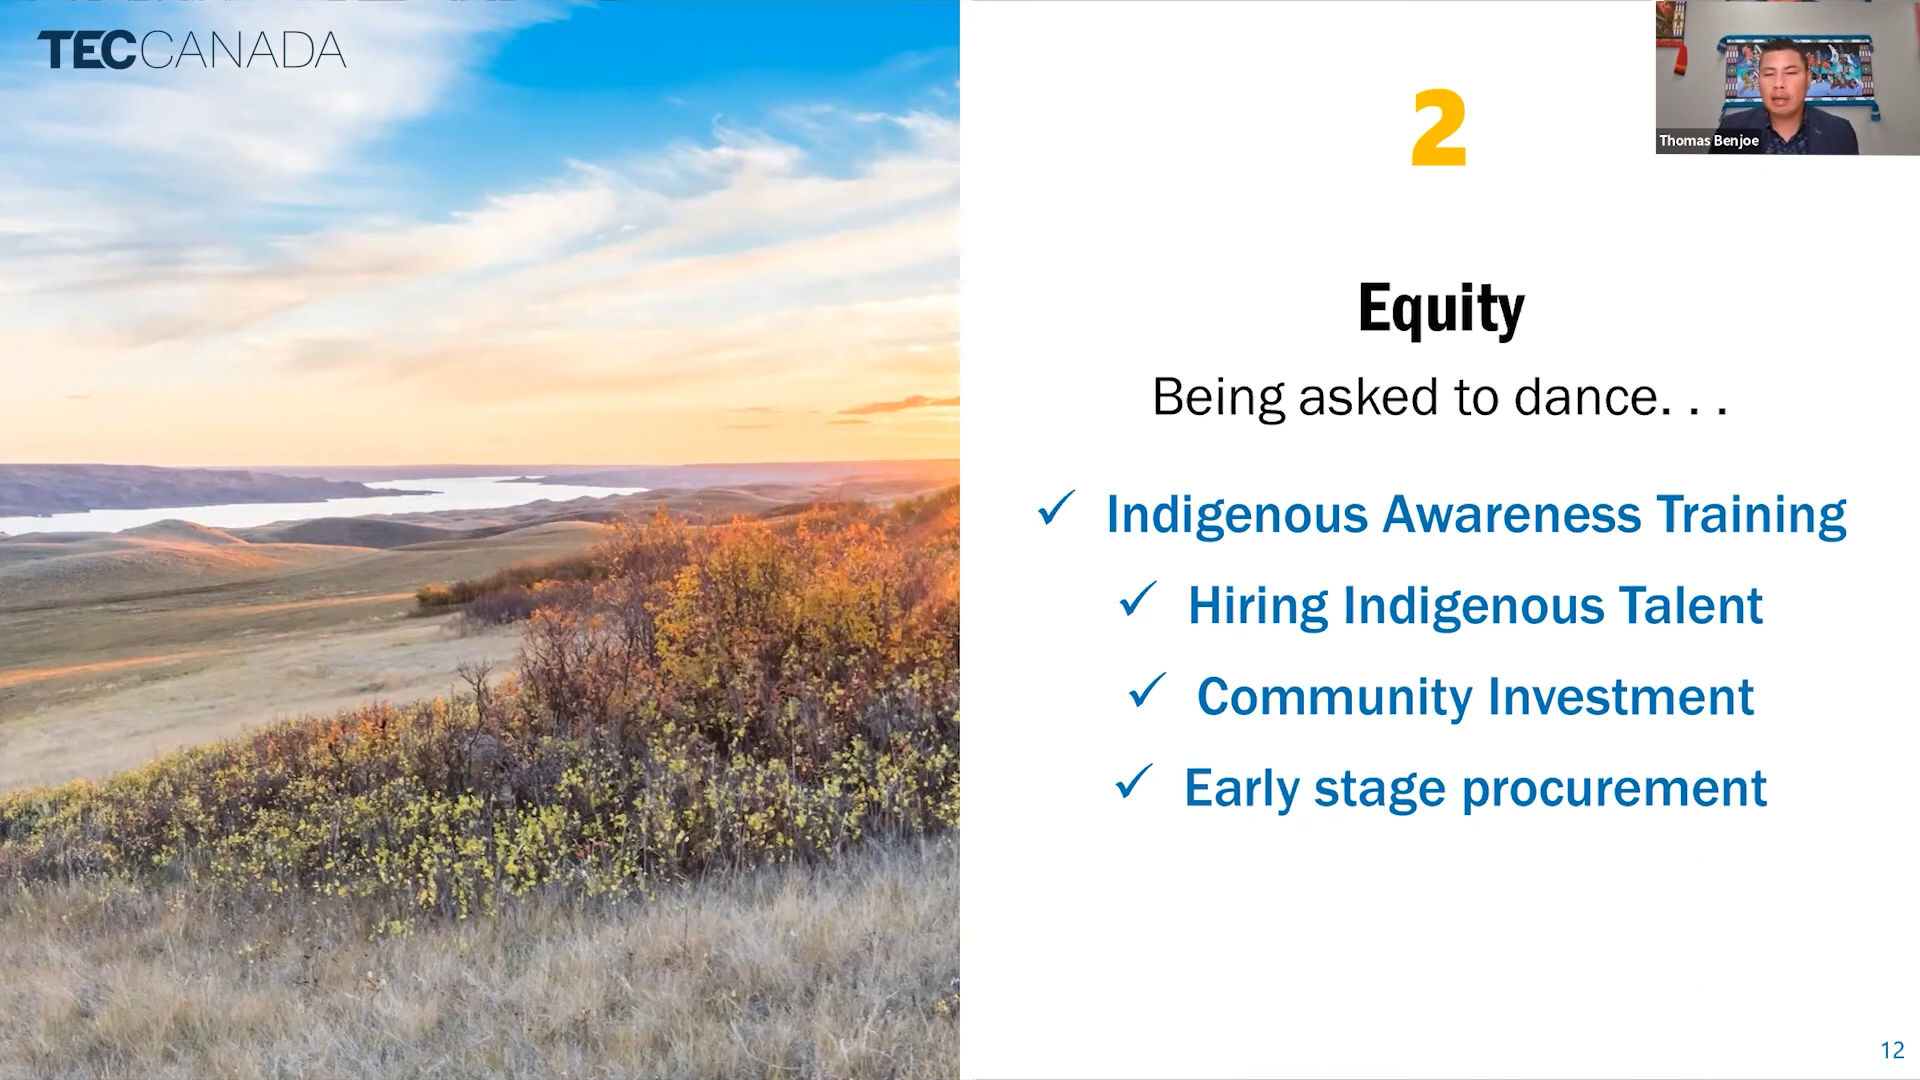 TECCANADA
2
Thomas Benjoe
Equity
Being asked to dance. . .
✓ Indigenous Awareness Training
✓ Hiring Indigenous Talent
✓ Community Investment
✓ Early stage procurement
12